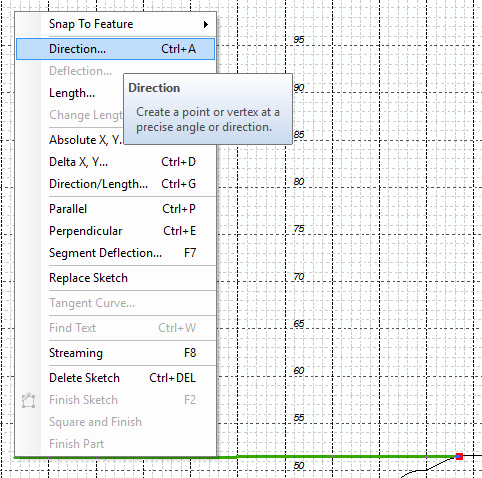 Snap To Feature
Direction... Ctrl+A
Deflection...
Length...
Change Lengt
Absolute X, Y...
Delta X, Y... Ctrl+D
Direction/Length... Ctrl+G
Parallel Ctrl+P
Perpendicular Ctrl+E
Segment Deflection... F7
Replace Sketch
Tangent Curve...
Find Text Ctrl+W
Streaming F8
Delete Sketch Ctrl+DEL
Finish Sketch F2
Square and Finish
Finish Part
Direction
Create a point or vertex at a
precise angle or direction.
95
90
85
80
75
70
65
60
55
50